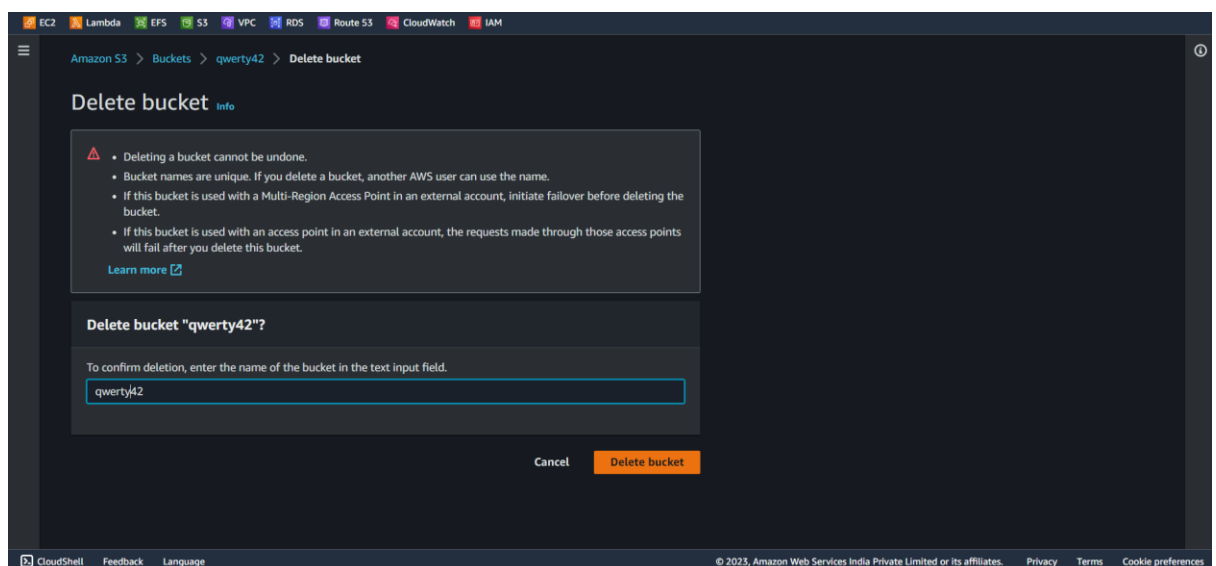 EC2 Lambda EFS S3 VPC RDS Route 53 CloudWatch IAM
Amazon S3 > Buckets > qwerty42 > Delete bucket
Delete bucket Info
• Deleting a bucket cannot be undone.
• Bucket names are unique. If you delete a bucket, another AWS user can use the name.
• If this bucket is used with a Multi-Region Access Point in an external account, initiate failover before deleting the
bucket.
• If this bucket is used with an access point in an external account, the requests made through those access points
will fail after you delete this bucket.
Learn more
Delete bucket "qwerty42"?
To confirm deletion, enter the name of the bucket in the text input field.
qwerty42
Cancel Delete bucket
CloudShell Feedback Language © 2023, Amazon Web Services India Private Limited or its affiliates. Privacy Terms Cookie preferences